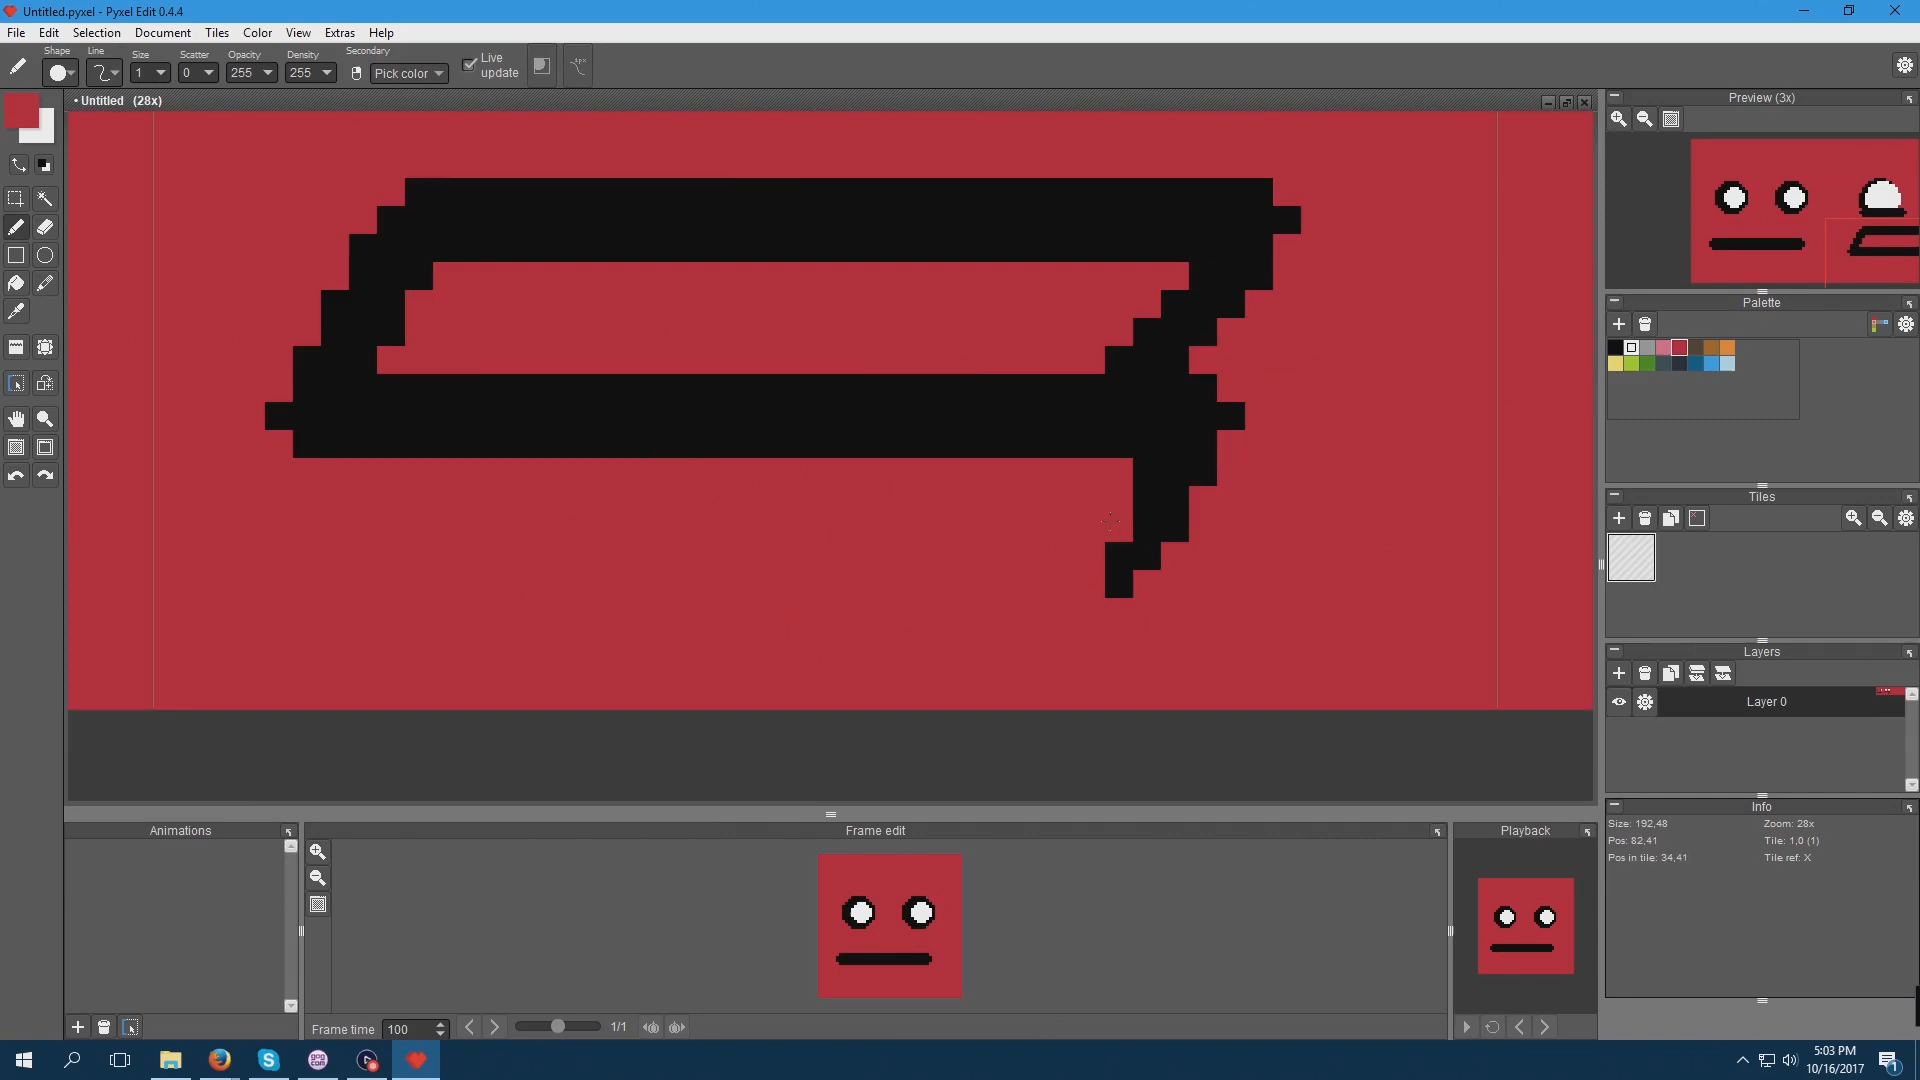 Untitled.pyxel - Pyxel Edit 0.4.4
File Edit Selection Document Tiles Color View Extras Help
Shape Line Size Scatter Opacity Density Secondary
1 0 255 255 Pick color Live update
• Untitled (28x)
Preview (3x)
Palette
Tiles
Layers
Layer 0
Info
Size: 192,48 Zoom: 28x
Pos: 82,41 Tile: 1,0 (1)
Pos in tile: 34,41 Tile ref: X
Animations Frame edit Playback
Frame time 100 1/1
5:03 PM
10/16/2017
1